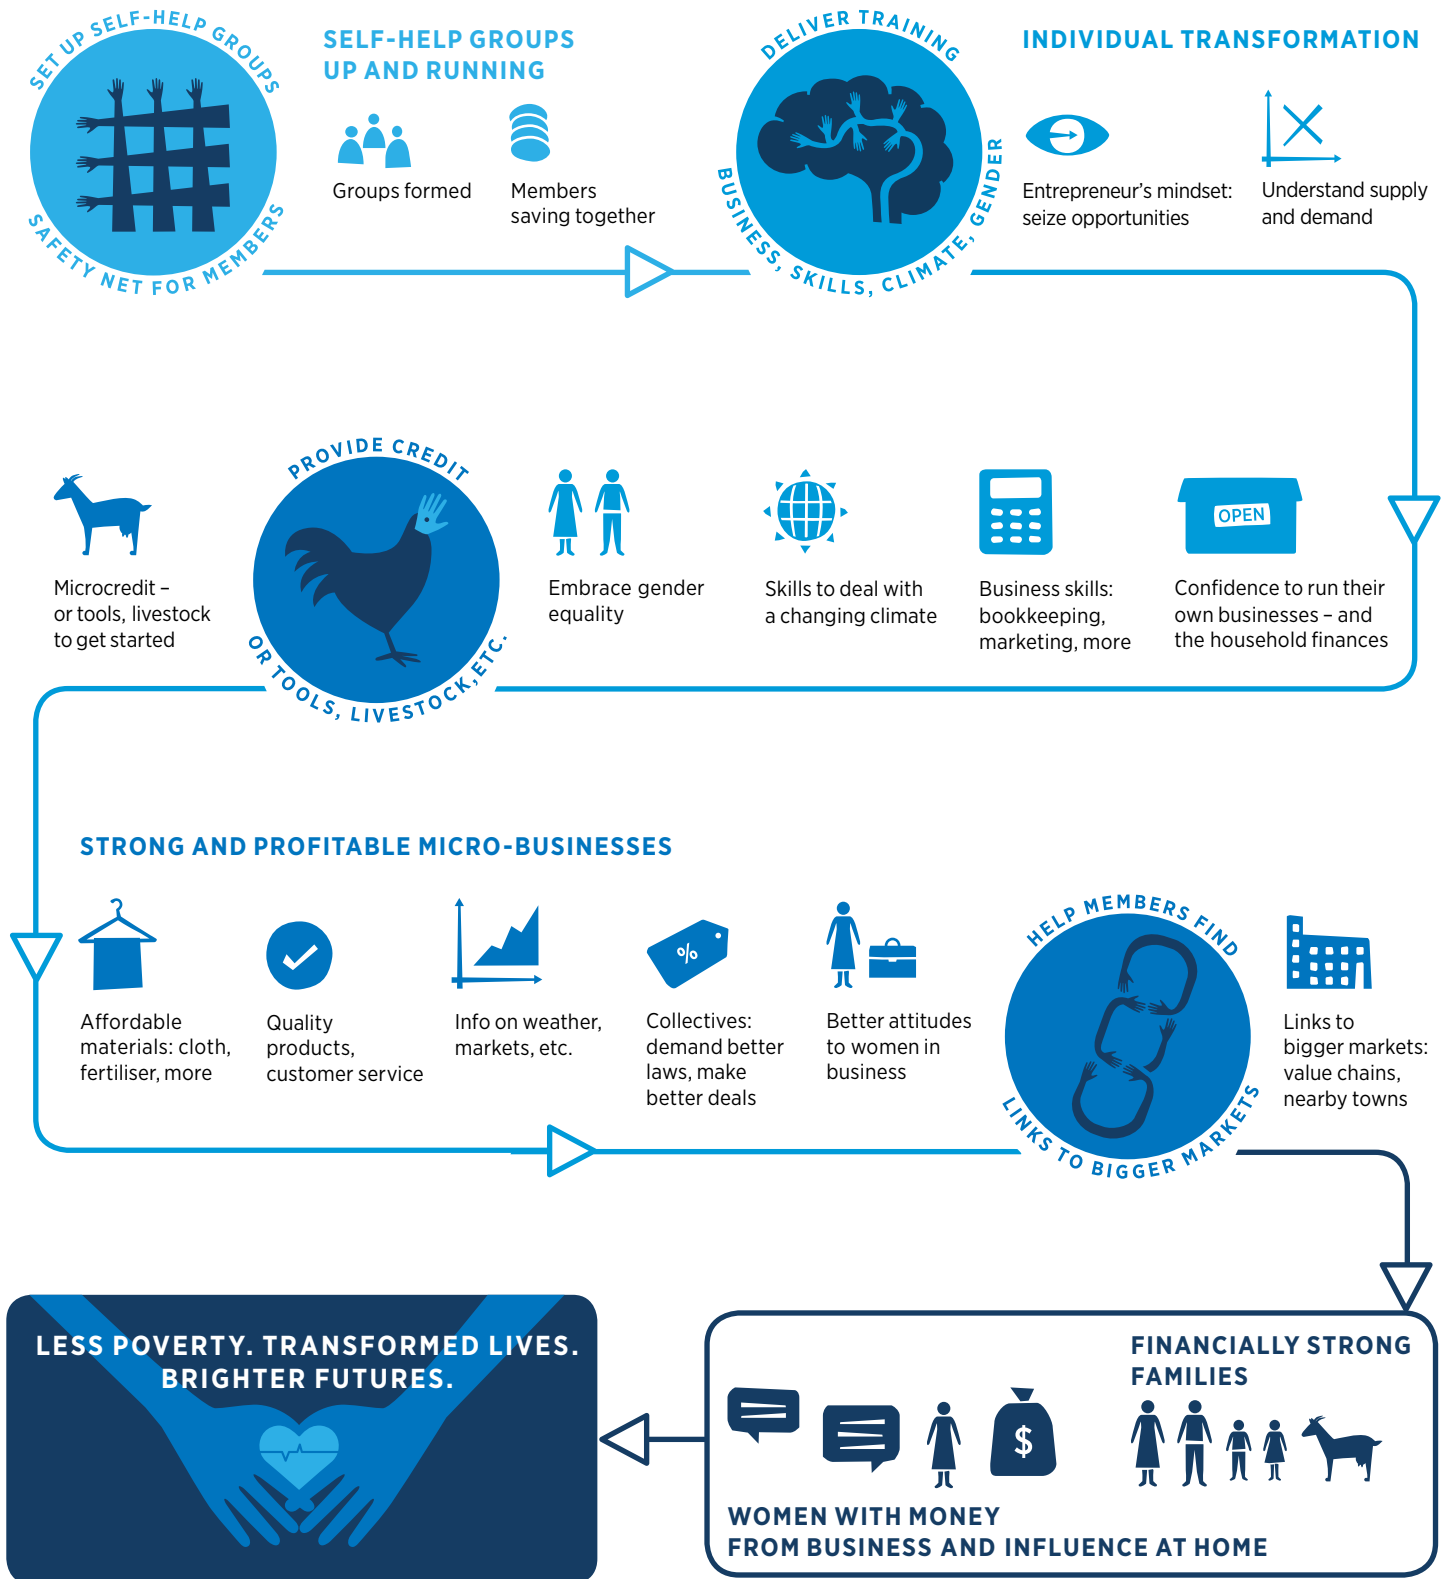 SET UP SELF-HELP GROUPS
SAFETY NET FOR MEMBERS
SELF-HELP GROUPS
UP AND RUNNING
Groups formed
Members
saving together
DELIVER TRAINING
BUSINESS, SKILLS, CLIMATE, GENDER
INDIVIDUAL TRANSFORMATION
Entrepreneur's mindset:
seize opportunities
Understand supply
and demand
Microcredit –
or tools, livestock
to get started
PROVIDE CREDIT
OR TOOLS, LIVESTOCK,ETC.
Embrace gender
equality
Skills to deal with
a changing climate
Business skills:
bookkeeping,
marketing, more
OPEN
Confidence to run their
own businesses – and
the household finances
STRONG AND PROFITABLE MICRO-BUSINESSES
Affordable
materials: cloth,
fertiliser, more
Quality
products,
customer service
Info on weather,
markets, etc.
%
Collectives:
demand better
laws, make
better deals
Better attitudes
to women in
business
HELP MEMBERS FIND
LINKS TO BIGGER MARKETS
Links to
bigger markets:
value chains,
nearby towns
FINANCIALLY STRONG
FAMILIES
$
WOMEN WITH MONEY
FROM BUSINESS AND INFLUENCE AT HOME
LESS POVERTY. TRANSFORMED LIVES.
BRIGHTER FUTURES.